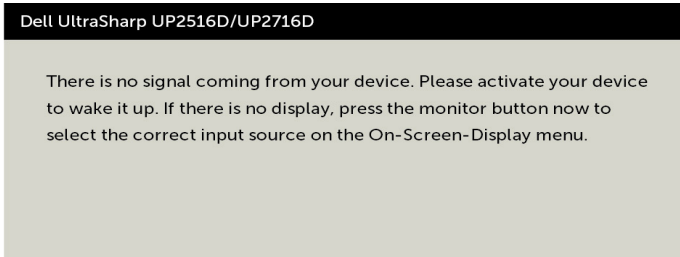 Dell UltraSharp UP2516D/UP2716D
There is no signal coming from your device. Please activate your device
to wake it up. If there is no display, press the monitor button now to
select the correct input source on the On-Screen-Display menu.